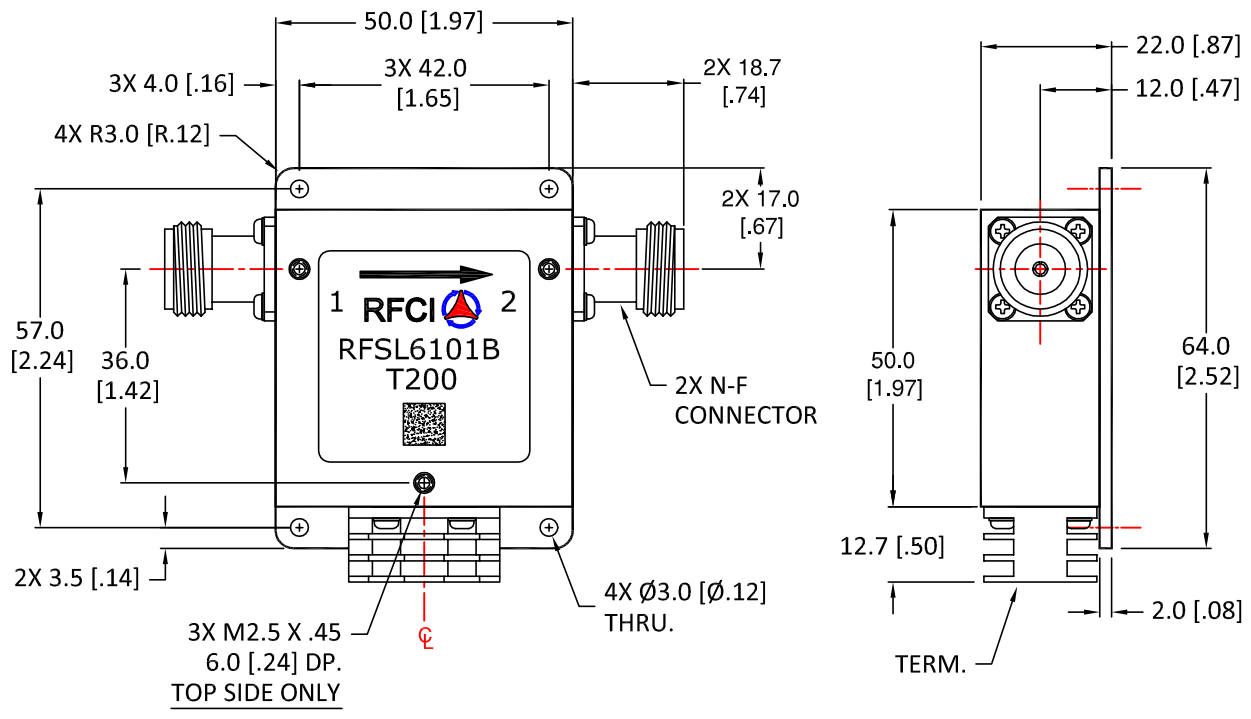 50.0 [1.97]
3X 4.0 [.16]
3X 42.0
[1.65]
2X 18.7
[.74]
4X R3.0 [R.12]
2X 17.0
[.67]
57.0
[2.24]
36.0
[1.42]
1
RFCI
2
RFSL6101B
T200
2X N-F
CONNECTOR
2X 3.5 [.14]
3X M2.5 X .45
6.0 [.24] DP.
TOP SIDE ONLY
℄
4X Ø3.0 [Ø.12]
THRU.
22.0 [.87]
12.0 [.47]
50.0
[1.97]
64.0
[2.52]
12.7 [.50]
2.0 [.08]
TERM.